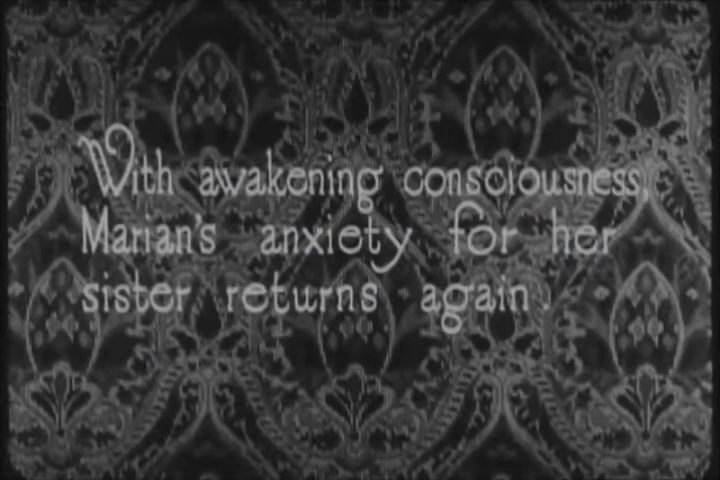 With awakening consciousness,
Marian's anxiety for her
sister returns again.